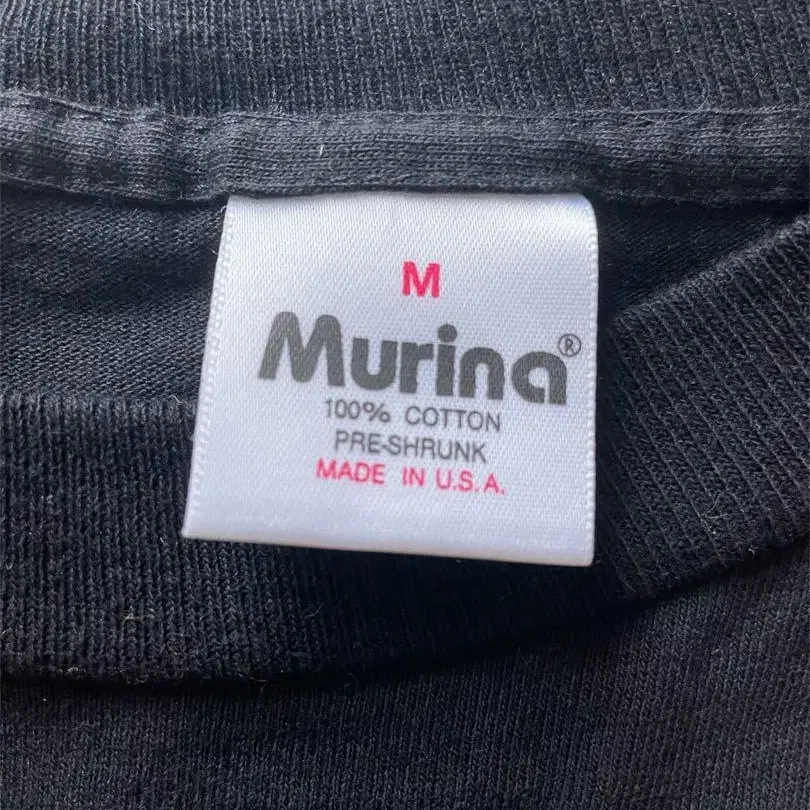 M
Murina®
100% COTTON
PRE-SHRUNK
MADE IN U.S.A.